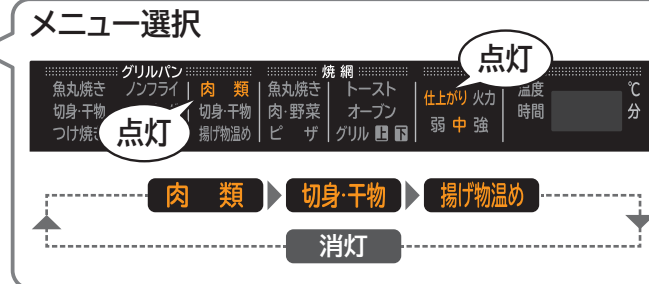 メニュー選択
点灯
グリルパン 焼網
魚丸焼き ノンフライ 肉類 魚丸焼き トースト 仕上がり 火力 温度 ℃
切身・干物 切身・干物 肉・野菜 オーブン 弱 中 強 時間 分
つけ焼 点灯 揚げ物温め ピザ グリル 上 下
肉類 切身・干物 揚げ物温め
消灯